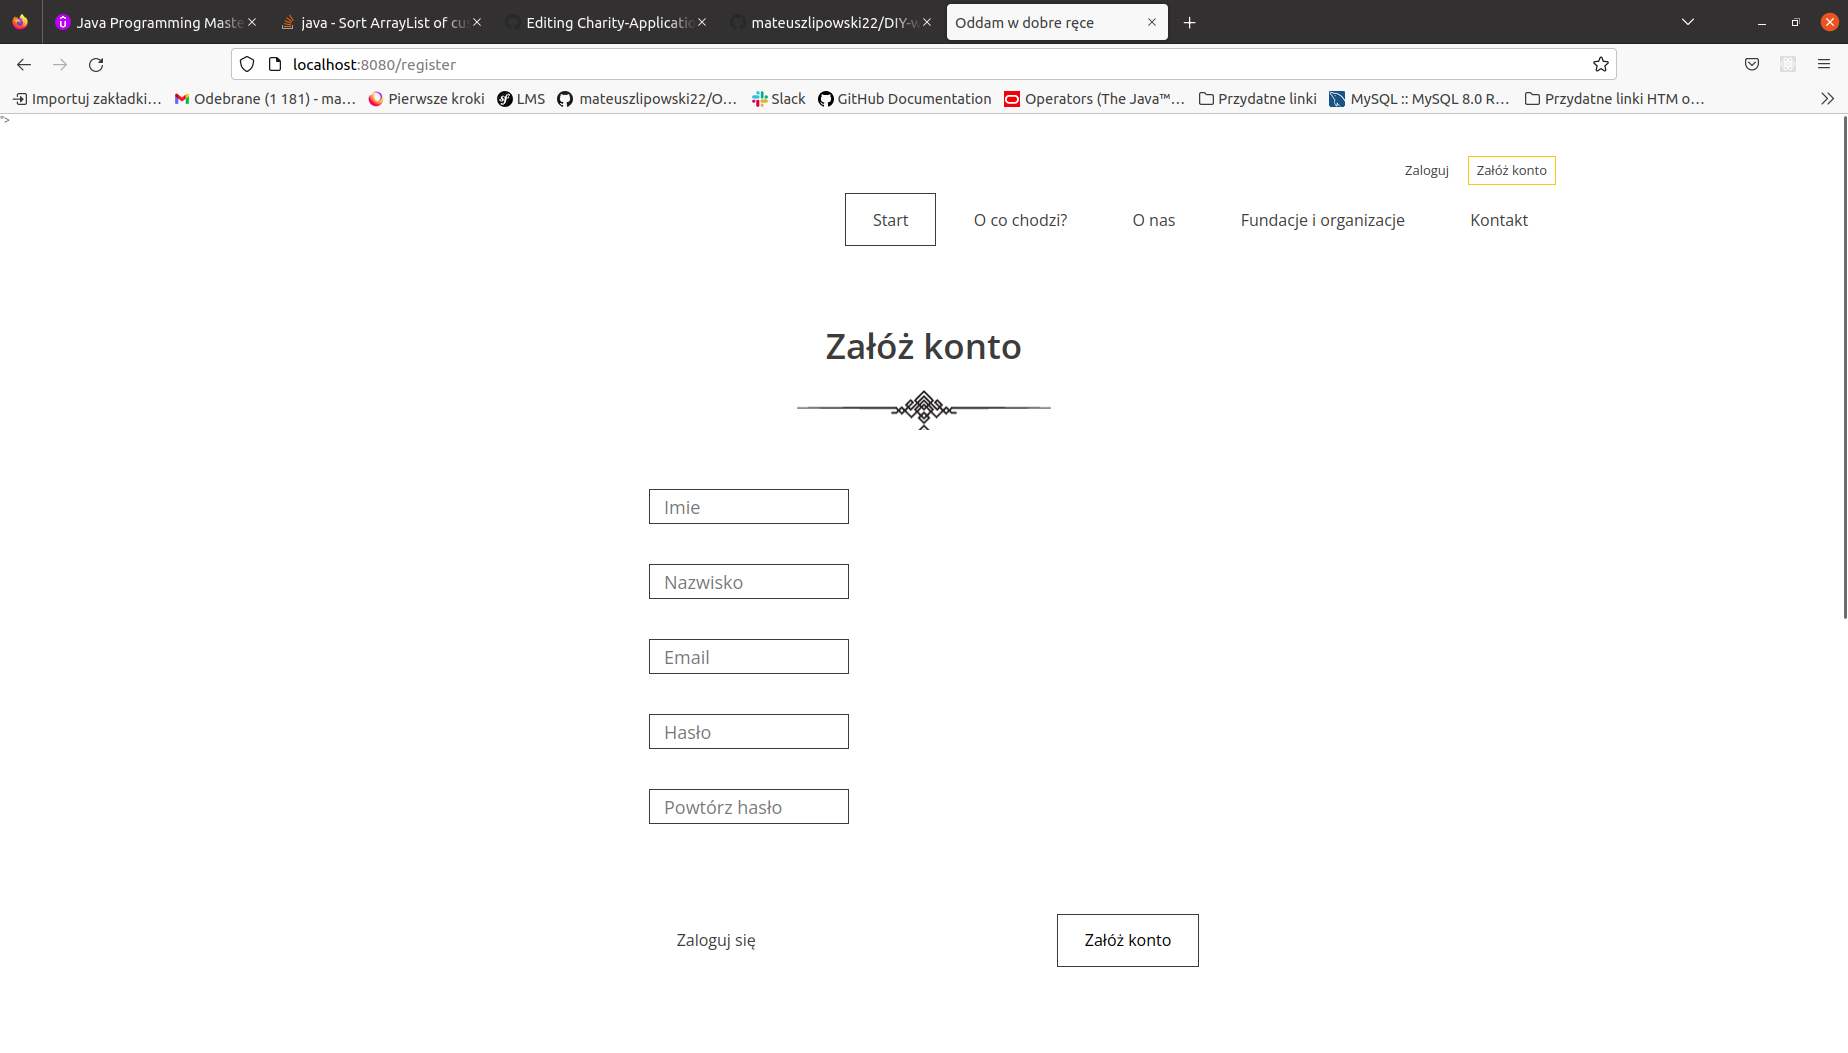 Java Programming Maste
java - Sort ArrayList of cu
Editing Charity-Applicatio
mateuszlipowski22/DIY-w
Oddam w dobre ręce
localhost:8080/register
Importuj zakładki…
Odebrane (1 181) - ma…
Pierwsze kroki
LMS
mateuszlipowski22/O…
Slack
GitHub Documentation
Operators (The Java™…
Przydatne linki
MySQL :: MySQL 8.0 R…
Przydatne linki HTM o…
">
Zaloguj
Załóż konto
Start
O co chodzi?
O nas
Fundacje i organizacje
Kontakt
Załóż konto
Imie
Nazwisko
Email
Hasło
Powtórz hasło
Zaloguj się
Załóż konto